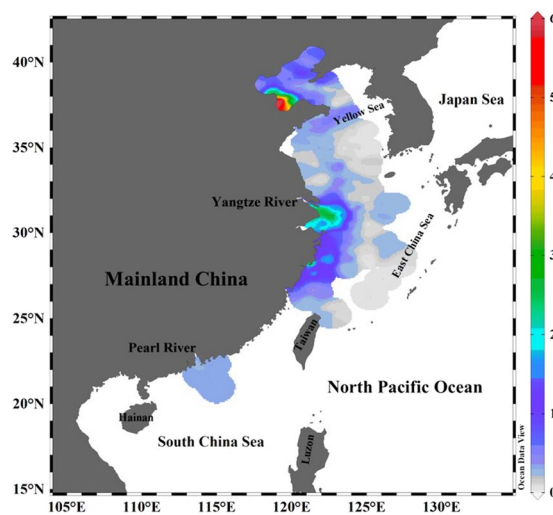 40°N
35°N
30°N
25°N
20°N
15°N
105°E
110°E
115°E
120°E
125°E
130°E
Japan Sea
Yellow Sea
Yangtze River
East China Sea
Mainland China
Taiwan
Pearl River
North Pacific Ocean
Hainan
South China Sea
Luzon
Ocean Data View
5
4
3
2
1
0